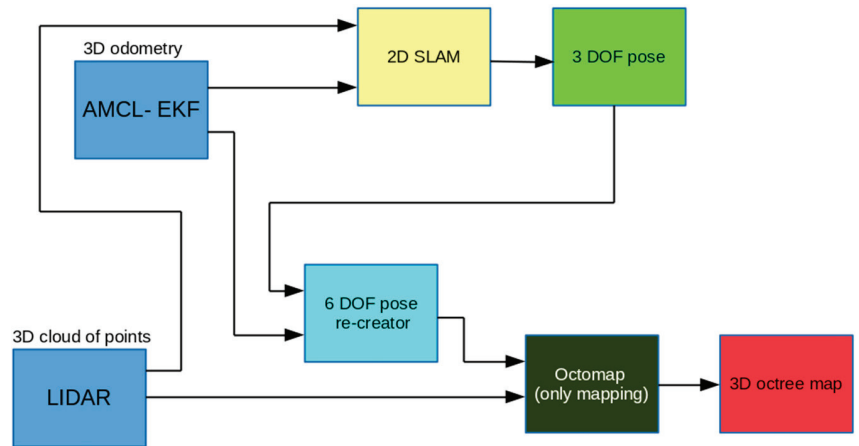 3D odometry
AMCL- EKF
2D SLAM
3 DOF pose
6 DOF pose
re-creator
3D cloud of points
LIDAR
Octomap
(only mapping)
3D octree map